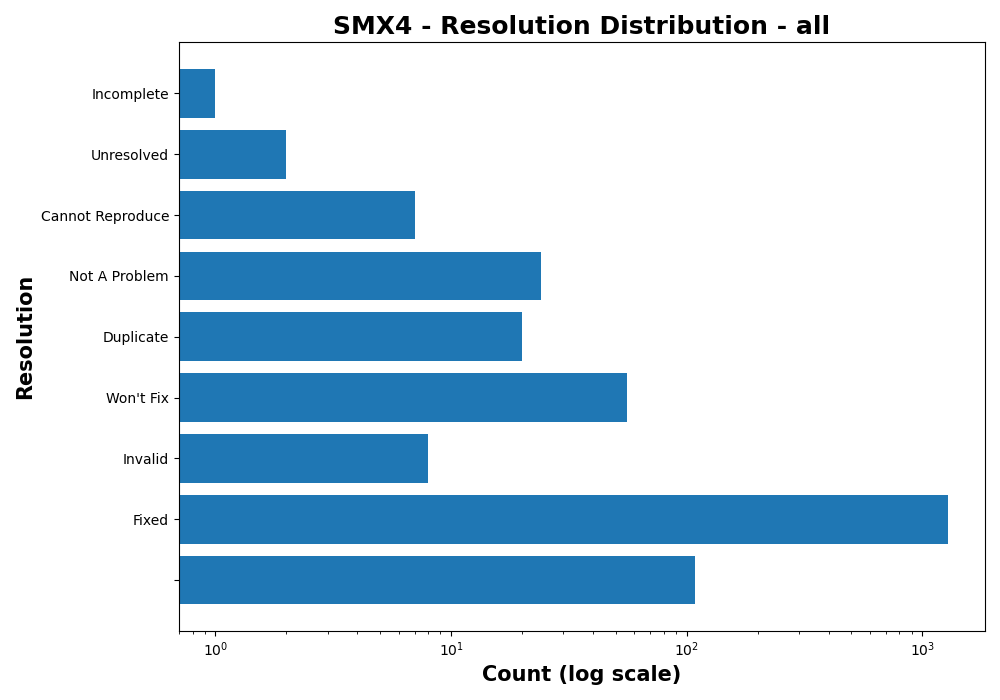 SMX4 - Resolution Distribution - all
Incomplete
Unresolved
Cannot Reproduce
Not A Problem
Duplicate
Won't Fix
Invalid
Fixed
Resolution
10⁰ 10¹ 10² 10³
Count (log scale)